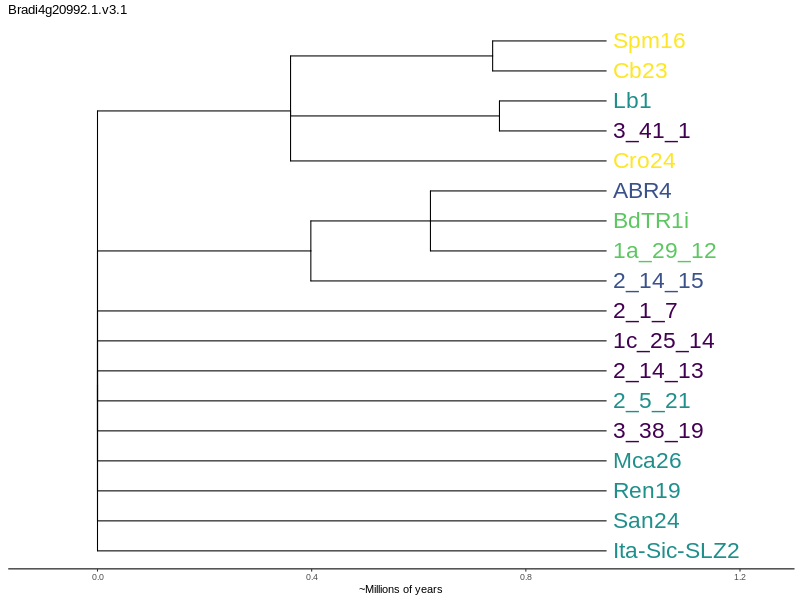 Bradi4g20992.1.v3.1
Spm16
Cb23
Lb1
3_41_1
Cro24
ABR4
BdTR1i
1a_29_12
2_14_15
2_1_7
1c_25_14
2_14_13
2_5_21
3_38_19
Mca26
Ren19
San24
Ita-Sic-SLZ2
0.0 0.4 0.8 1.2
~Millions of years